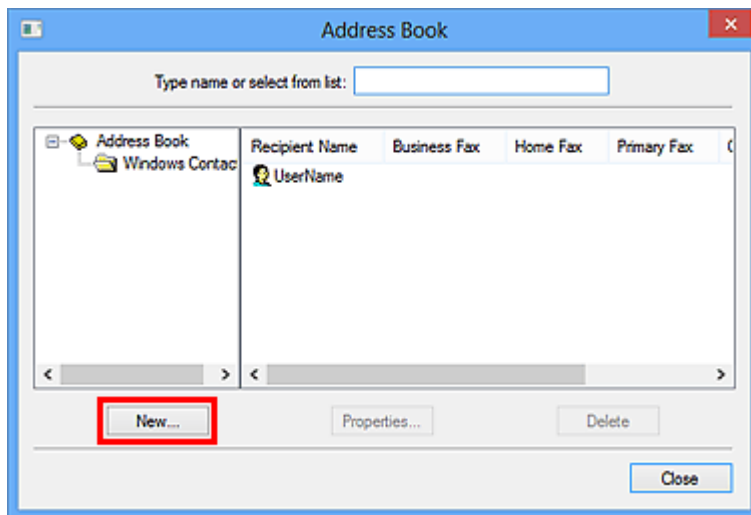 Address Book
Type name or select from list:
Address Book
Windows Contac
Recipient Name Business Fax Home Fax Primary Fax
UserName
New... Properties... Delete
Close